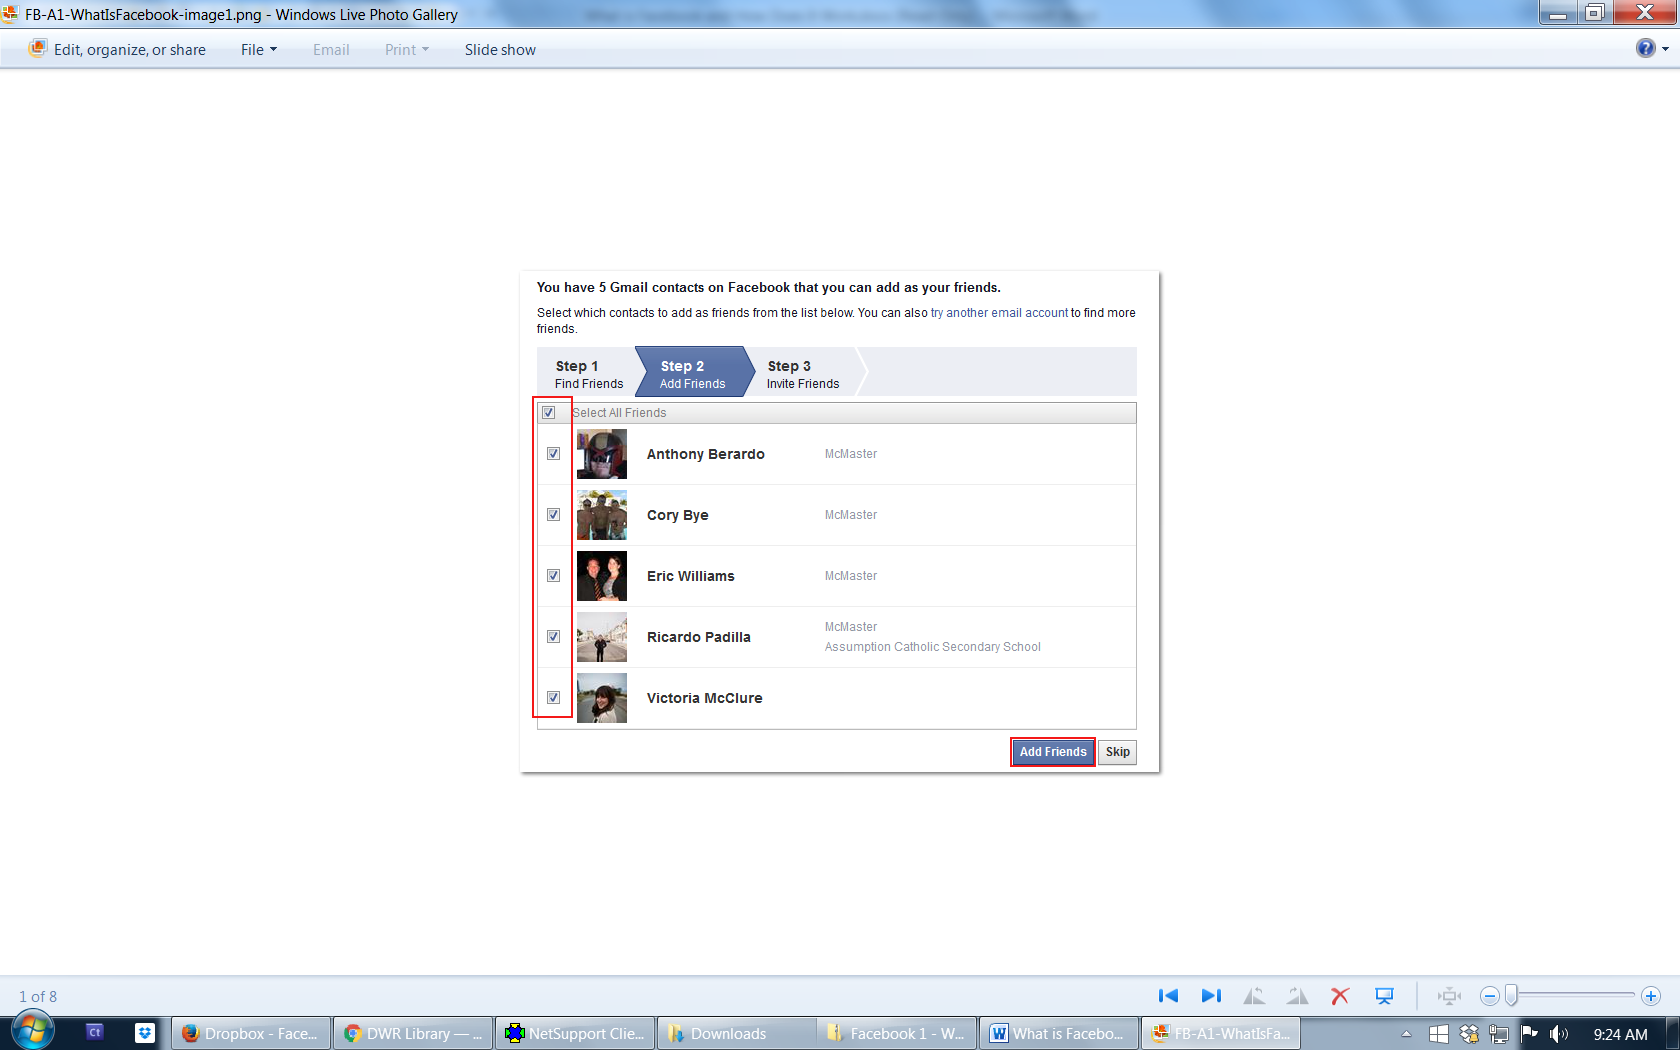 FB-A1-WhatIsFacebook-image1.png - Windows Live Photo Gallery
Edit, organize, or share File Email Print Slide show
You have 5 Gmail contacts on Facebook that you can add as your friends.
Select which contacts to add as friends from the list below. You can also try another email account to find more
friends.
Step 1 Step 2 Step 3
Find Friends Add Friends Invite Friends
Select All Friends
Anthony Berardo McMaster
Cory Bye McMaster
Eric Williams McMaster
Ricardo Padilla McMaster
Assumption Catholic Secondary School
Victoria McClure
Add Friends Skip
1 of 8
Ct Dropbox - Face... DWR Library — ... NetSupport Clie... Downloads Facebook 1 - W... What is Facebo... FB-A1-WhatIsFa... 9:24 AM